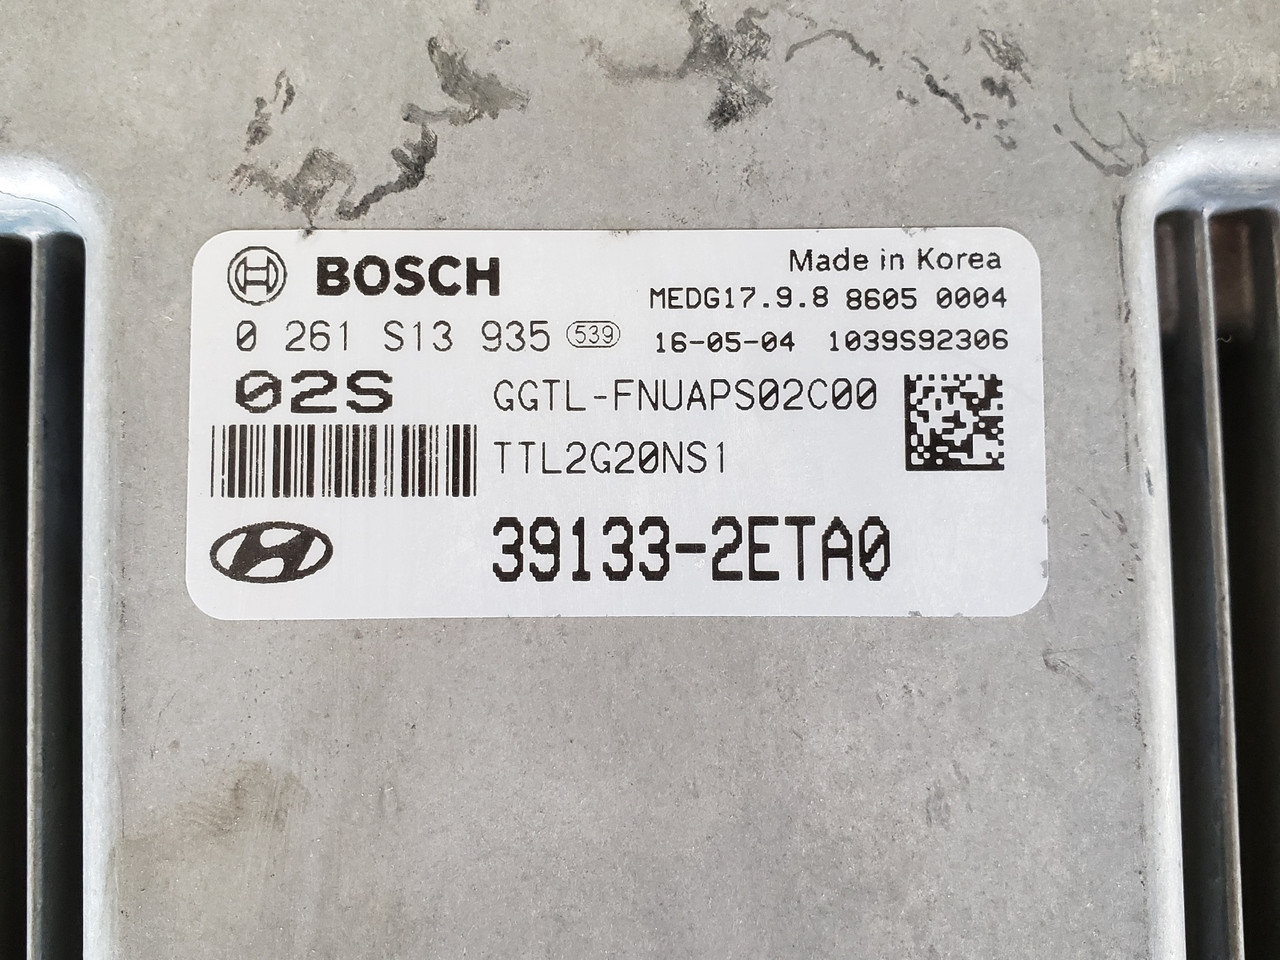 BOSCH
Made in Korea
MEDG17.9.8 8605 0004
0 261 S13 935 539
16-05-04 1039S92306
02S
GGTL-FNUAPS02C00
TTL2G20NS1
39133-2ETA0